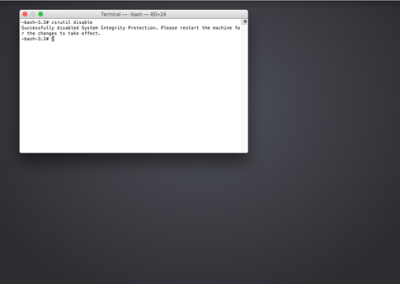 Terminal — -bash — 80×24
-bash-3.2# csrutil disable
Successfully disabled System Integrity Protection. Please restart the machine fo
r the changes to take effect.
-bash-3.2#